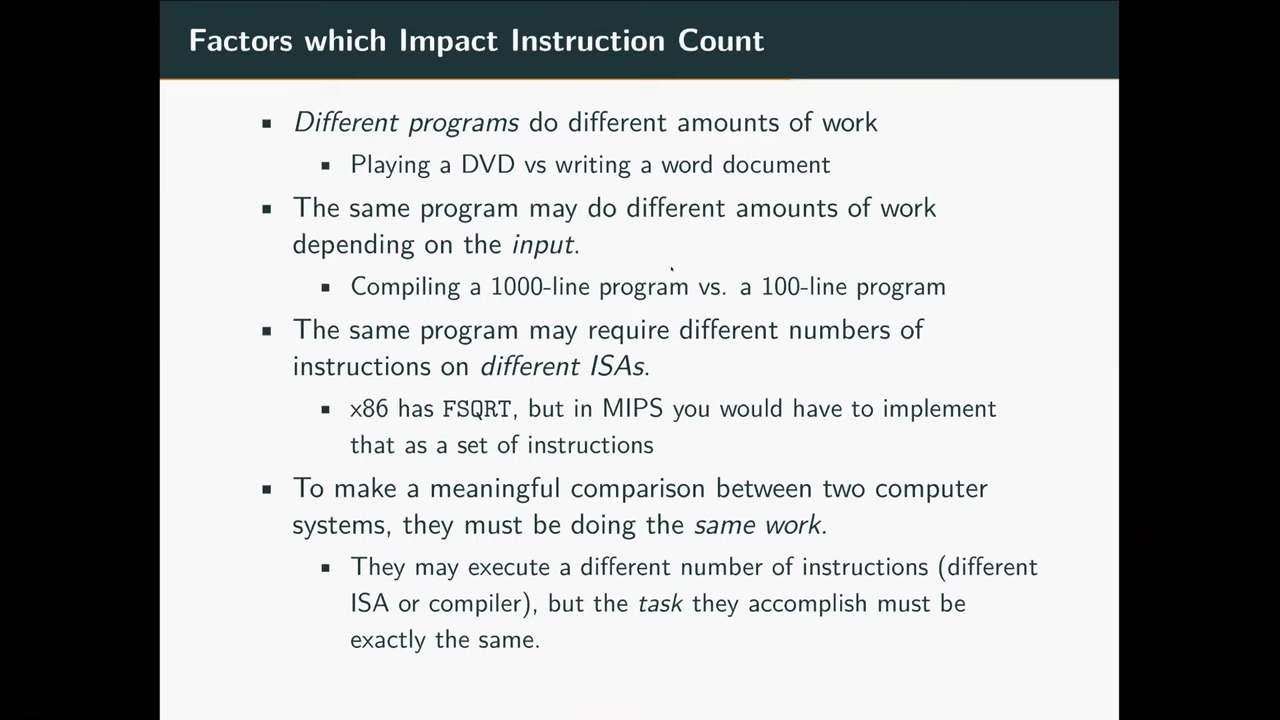 Factors which Impact Instruction Count
▪ Different programs do different amounts of work
▪ Playing a DVD vs writing a word document
▪ The same program may do different amounts of work
depending on the input.
▪ Compiling a 1000-line program vs. a 100-line program
▪ The same program may require different numbers of
instructions on different ISAs.
▪ x86 has FSQRT, but in MIPS you would have to implement
that as a set of instructions
▪ To make a meaningful comparison between two computer
systems, they must be doing the same work.
▪ They may execute a different number of instructions (different
ISA or compiler), but the task they accomplish must be
exactly the same.